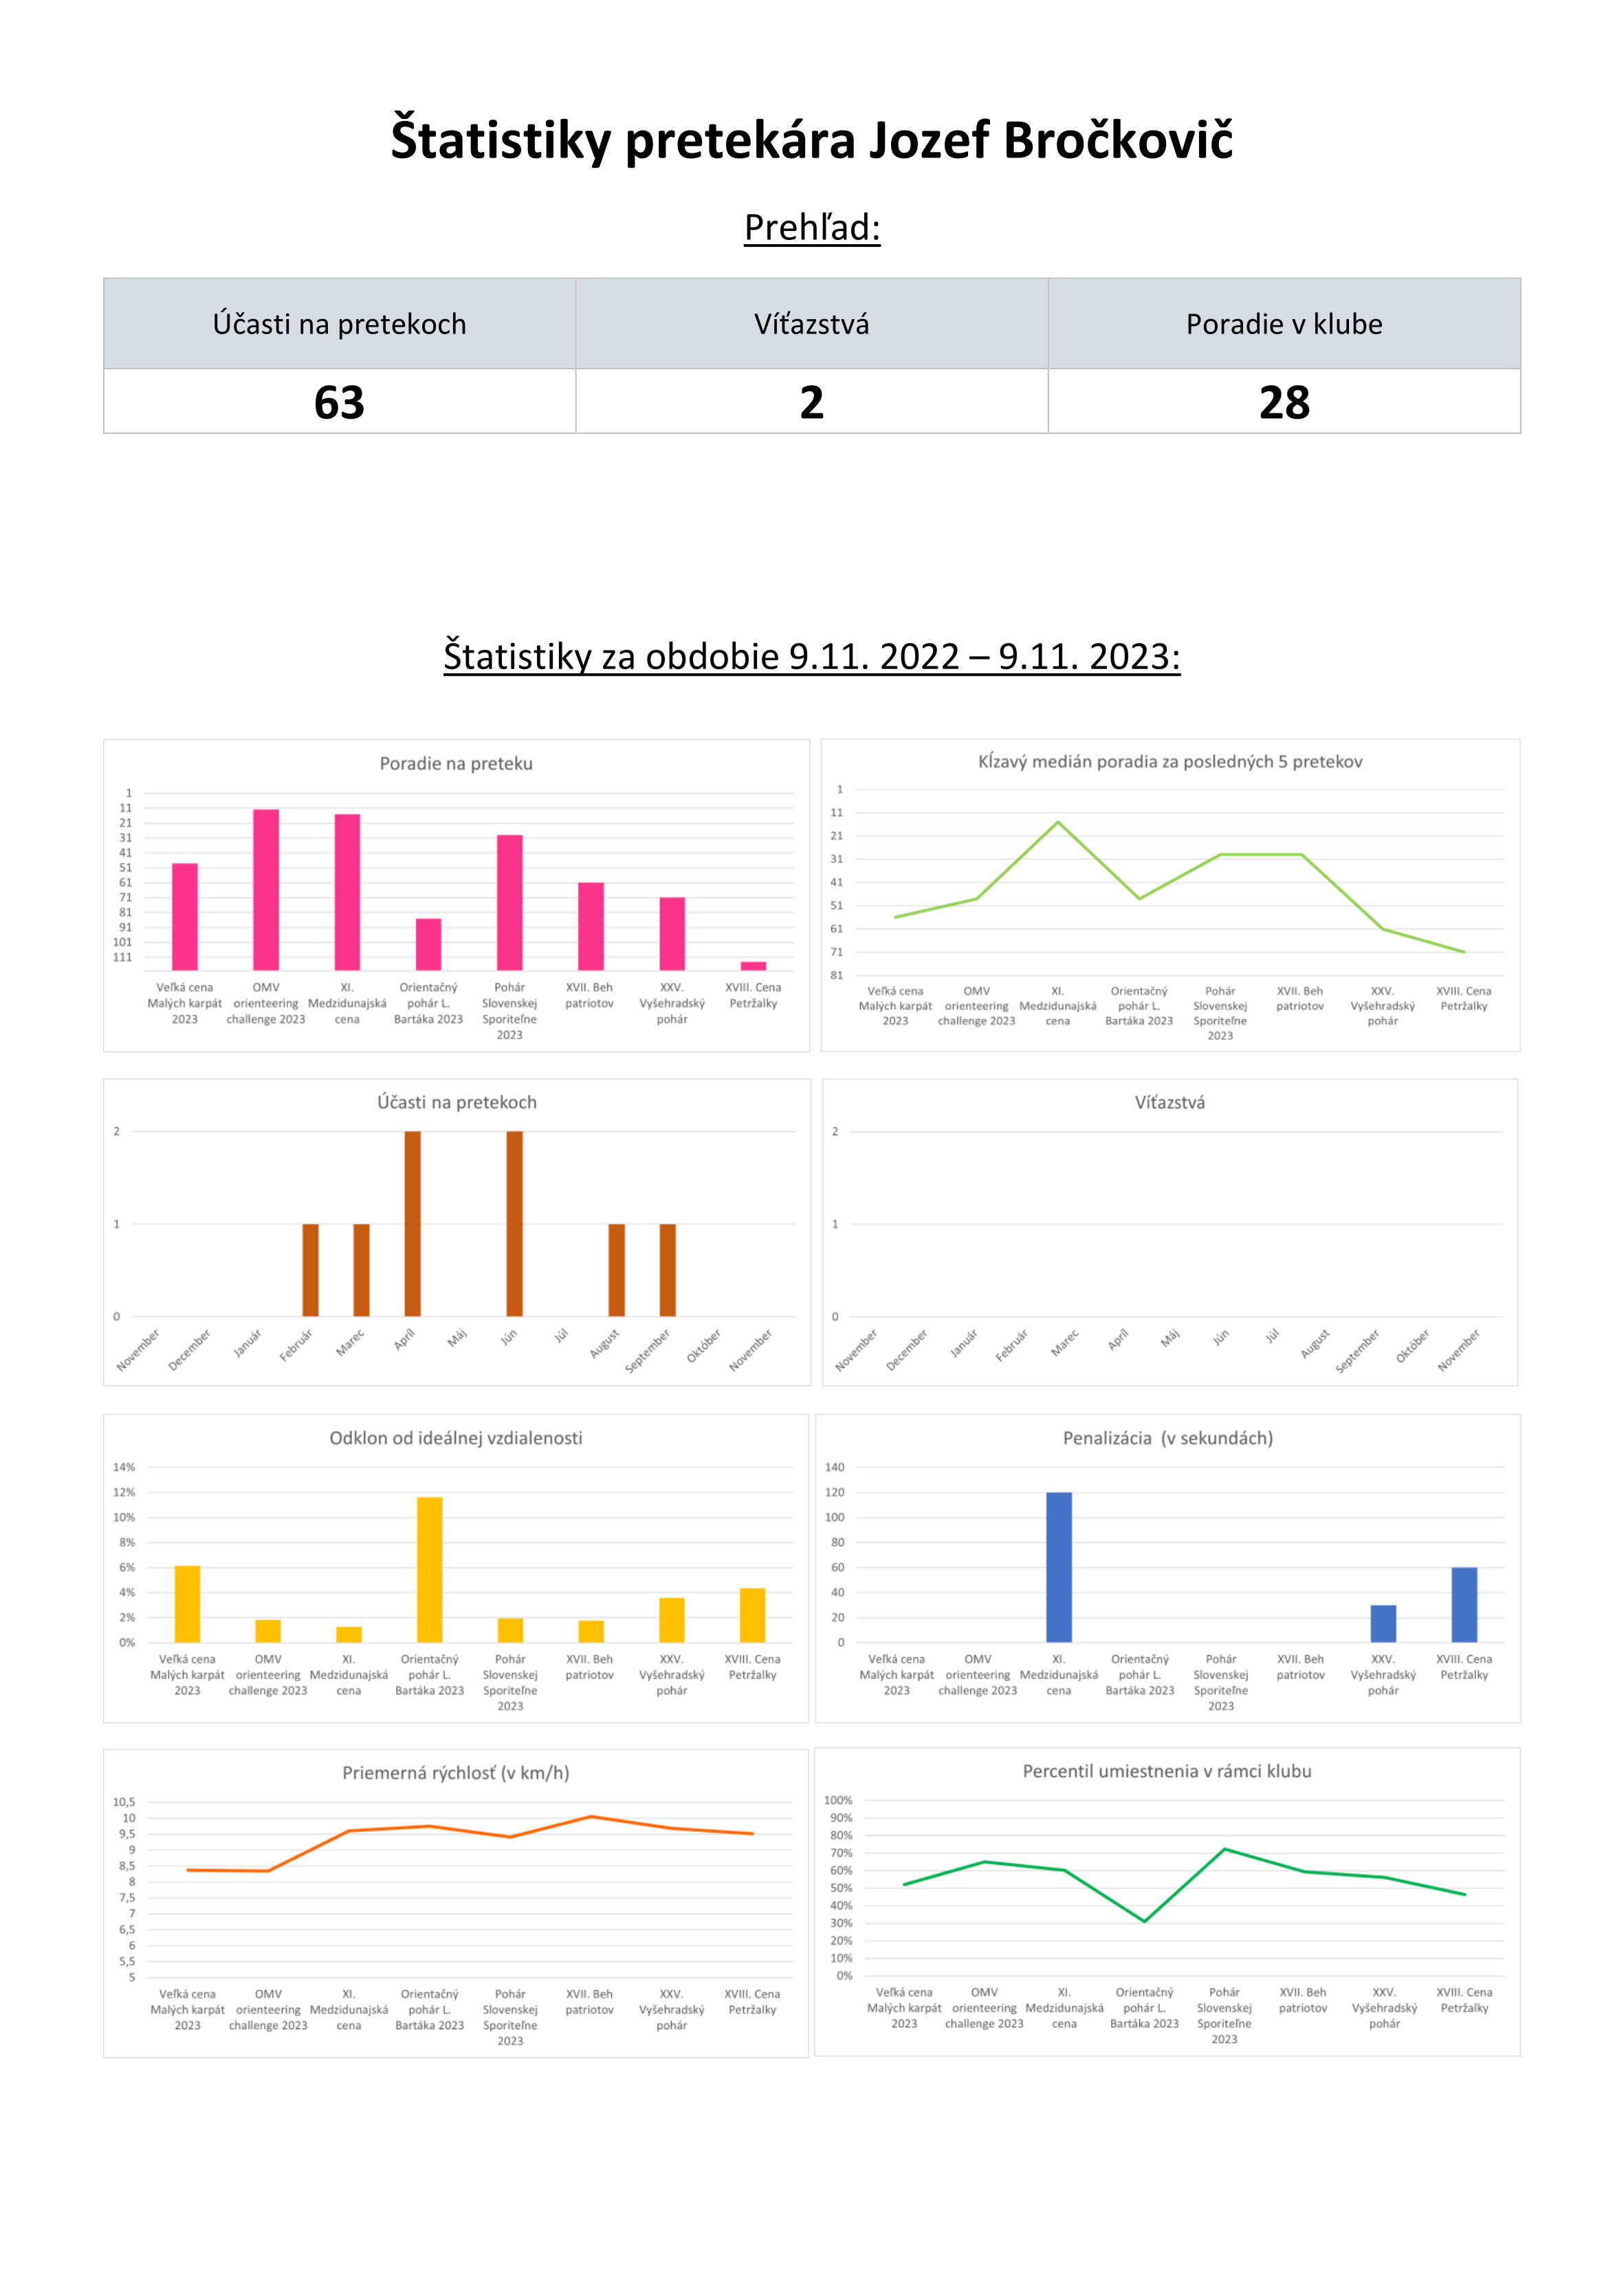 Štatistiky pretekára Jozef Bročkovič
Prehľad:
Účasti na pretekoch Víťazstvá Poradie v klube
63 2 28
Štatistiky za obdobie 9.11. 2022 – 9.11. 2023:
Poradie na preteku
1
11
21
31
41
51
61
71
81
91
101
111
Veľká cena OMV XI. Orientačný Pohár XVII. Beh XXV. XVIII. Cena
Malých karpát orienteering Medzidunajská pohár L. Slovenskej patriotov Vyšehradský Petržalky
2023 challenge 2023 cena Bartáka 2023 Sporiteľne pohár
2023
Kĺzavý medián poradia za posledných 5 pretekov
1
11
21
31
41
51
61
71
81
Veľká cena OMV XI. Orientačný Pohár XVII. Beh XXV. XVIII. Cena
Malých karpát orienteering Medzidunajská pohár L. Slovenskej patriotov Vyšehradský Petržalky
2023 challenge 2023 cena Bartáka 2023 Sporiteľne pohár
2023
Účasti na pretekoch
2
1
0
November December Január Február Marec Apríl Máj Jún Júl August September Október November
Víťazstvá
2
1
0
November December Január Február Marec Apríl Máj Jún Júl August September Október November
Odklon od ideálnej vzdialenosti
14%
12%
10%
8%
6%
4%
2%
0%
Veľká cena OMV XI. Orientačný Pohár XVII. Beh XXV. XVIII. Cena
Malých karpát orienteering Medzidunajská pohár L. Slovenskej patriotov Vyšehradský Petržalky
2023 challenge 2023 cena Bartáka 2023 Sporiteľne pohár
2023
Penalizácia (v sekundách)
140
120
100
80
60
40
20
0
Veľká cena OMV XI. Orientačný Pohár XVII. Beh XXV. XVIII. Cena
Malých karpát orienteering Medzidunajská pohár L. Slovenskej patriotov Vyšehradský Petržalky
2023 challenge 2023 cena Bartáka 2023 Sporiteľne pohár
2023
Priemerná rýchlosť (v km/h)
10,5
10
9,5
9
8,5
8
7,5
7
6,5
6
5,5
5
Veľká cena OMV XI. Orientačný Pohár XVII. Beh XXV. XVIII. Cena
Malých karpát orienteering Medzidunajská pohár L. Slovenskej patriotov Vyšehradský Petržalky
2023 challenge 2023 cena Bartáka 2023 Sporiteľne pohár
2023
Percentil umiestnenia v rámci klubu
100%
90%
80%
70%
60%
50%
40%
30%
20%
10%
0%
Veľká cena OMV XI. Orientačný Pohár XVII. Beh XXV. XVIII. Cena
Malých karpát orienteering Medzidunajská pohár L. Slovenskej patriotov Vyšehradský Petržalky
2023 challenge 2023 cena Bartáka 2023 Sporiteľne pohár
2023